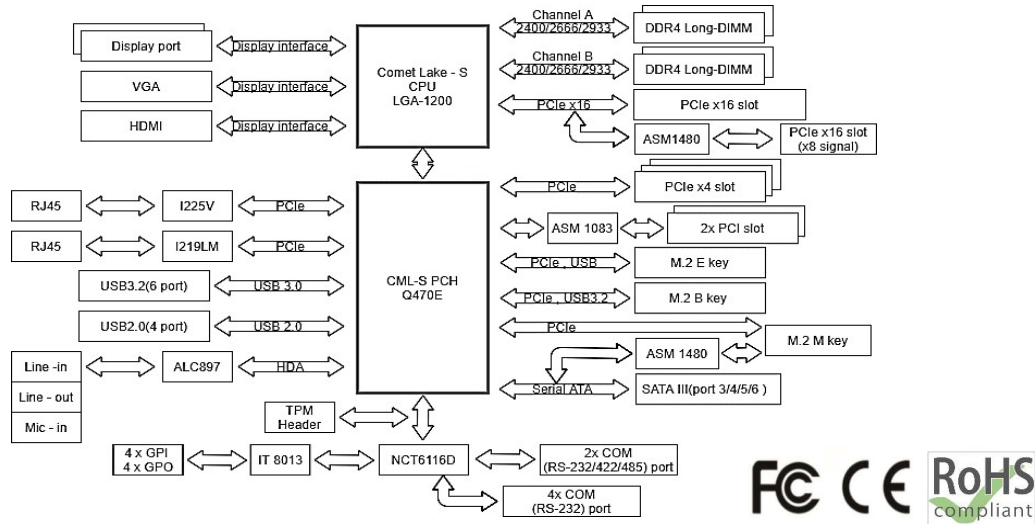 Display port
Display interface
VGA
Display interface
HDMI
Display interface
Comet Lake - S
CPU
LGA-1200
Channel A
2400/2666/2933
DDR4 Long-DIMM
Channel B
2400/2666/2933
DDR4 Long-DIMM
PCIe x16
PCIe x16 slot
ASM1480
PCIe x16 slot
(x8 signal)
RJ45
I225V
PCIe
RJ45
I219LM
PCIe
USB3.2(6 port)
USB 3.0
USB2.0(4 port)
USB 2.0
Line -in
ALC897
HDA
Line - out
Mic - in
CML-S PCH
Q470E
PCIe
PCIe x4 slot
ASM 1083
2x PCI slot
PCIe , USB
M.2 E key
PCIe , USB3.2
M.2 B key
PCIe
M.2 M key
ASM 1480
Serial ATA
SATA III(port 3/4/5/6 )
TPM
Header
4 x GPI
4 x GPO
IT 8013
NCT6116D
2x COM
(RS-232/422/485) port
4x COM
(RS-232) port
FC CE RoHS
compliant